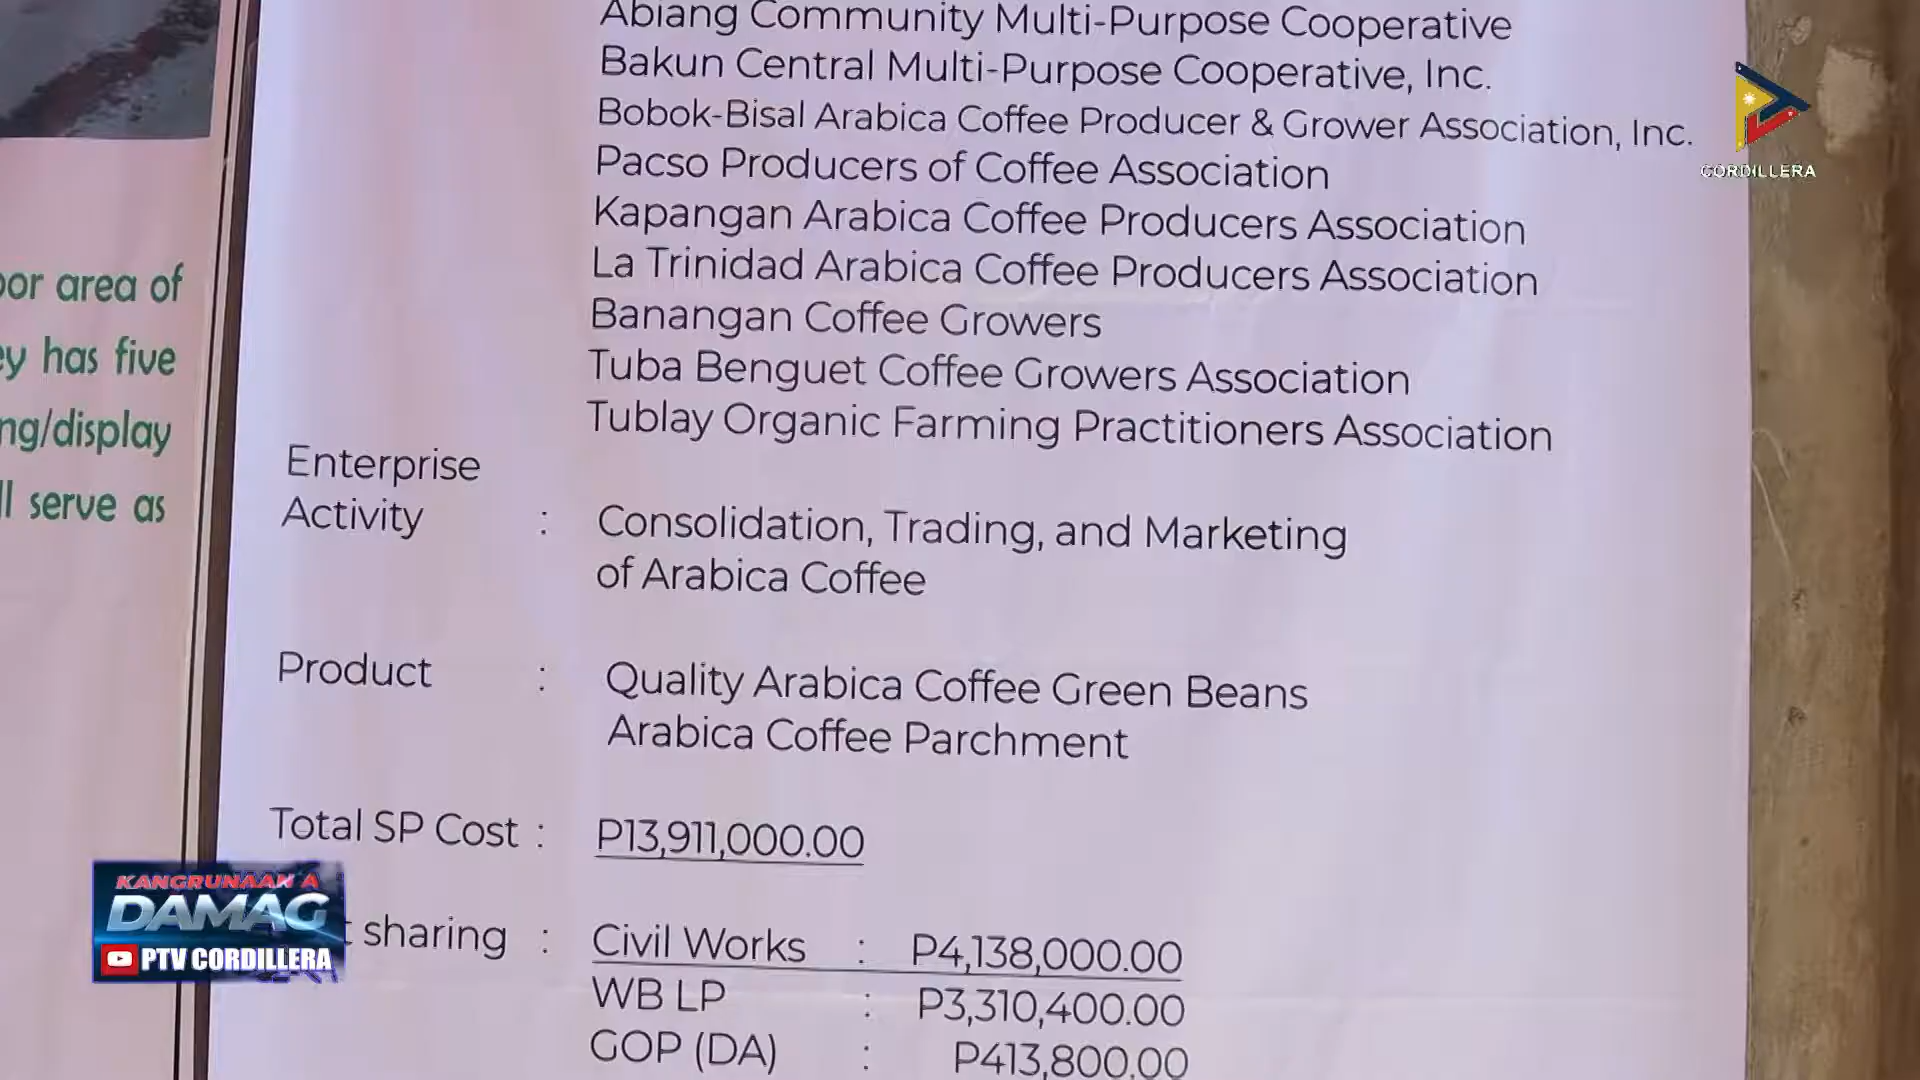 Abiang Community Multi-Purpose Cooperative
Bakun Central Multi-Purpose Cooperative, Inc.
Bobok-Bisal Arabica Coffee Producer & Grower Association, Inc.
Pacso Producers of Coffee Association
Kapangan Arabica Coffee Producers Association
La Trinidad Arabica Coffee Producers Association
Banangan Coffee Growers
Tuba Benguet Coffee Growers Association
Tublay Organic Farming Practitioners Association
Enterprise
Activity : Consolidation, Trading, and Marketing
of Arabica Coffee
Product : Quality Arabica Coffee Green Beans
Arabica Coffee Parchment
Total SP Cost : P13,911,000.00
sharing : Civil Works : P4,138,000.00
WB LP : P3,310,400.00
GOP (DA) : P413,800.00
area of
has five
display
serve as
CORDILLERA
KANGRUNAAN A
DAMAG
PTV CORDILLERA